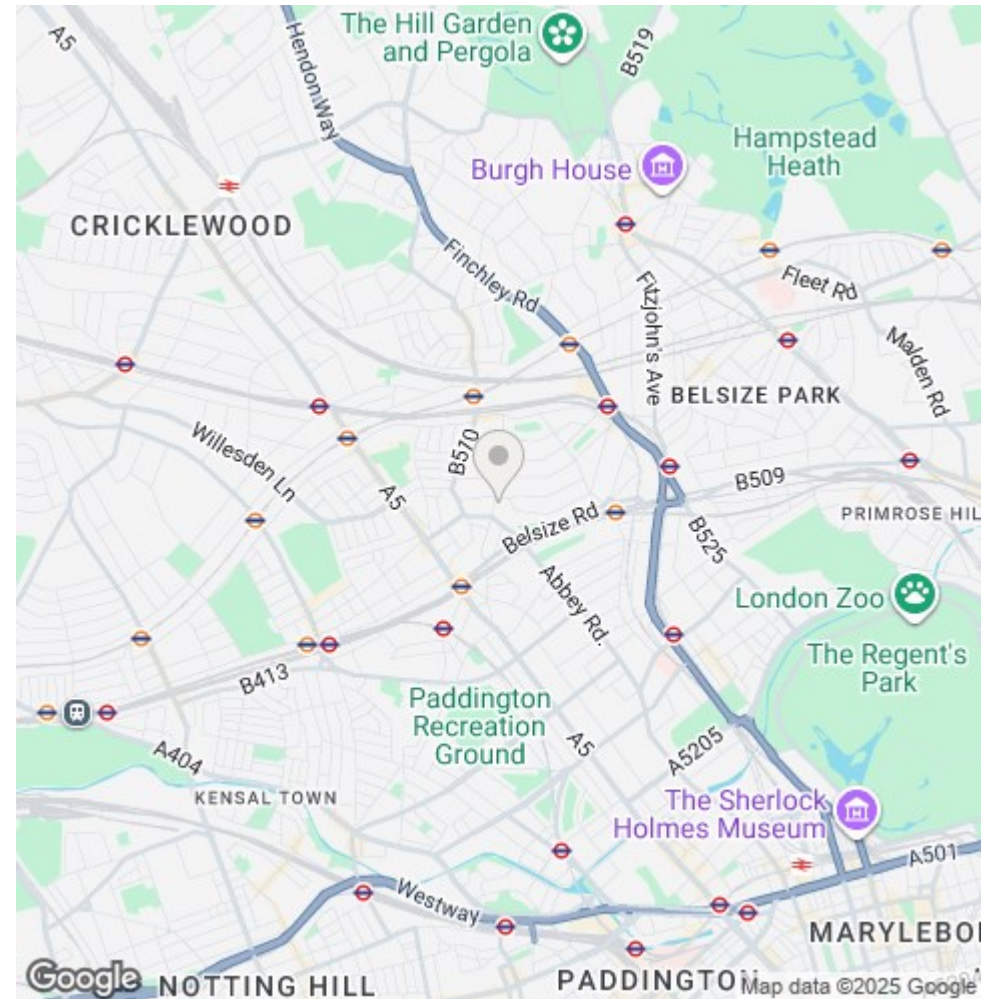 A5
Hendon Way
The Hill Garden
and Pergola
B519
Hampstead
Heath
Burgh House
CRICKLEWOOD
Finchley Rd
Fitzjohn's Ave
Fleet Rd
Malden Rd
BELSIZE PARK
Willesden Ln
B510
A5
B509
PRIMROSE HIL
Belsize Rd
B525
Abbey Rd.
London Zoo
The Regent's
Park
B413
Paddington
Recreation
Ground
A5
A5205
A404
KENSAL TOWN
The Sherlock
Holmes Museum
A501
Westway
MARYLEBO
Google
NOTTING HILL
PADDINGTON
Map data ©2025 Google